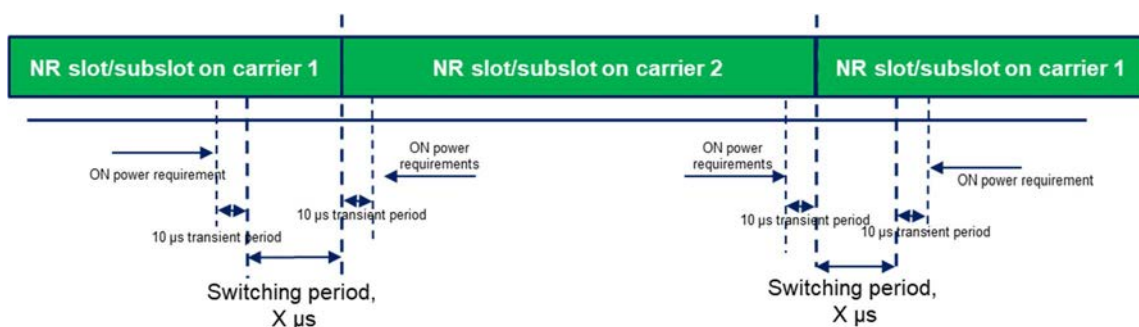 NR slot/subslot on carrier 1
NR slot/subslot on carrier 2
NR slot/subslot on carrier 1
ON power requirement
10 µs transient period
ON power
requirements
10 µs transient period
Switching period,
X µs
ON power
requirements
10 µs transient period
ON power requirement
10 µs transient period
Switching period,
X µs